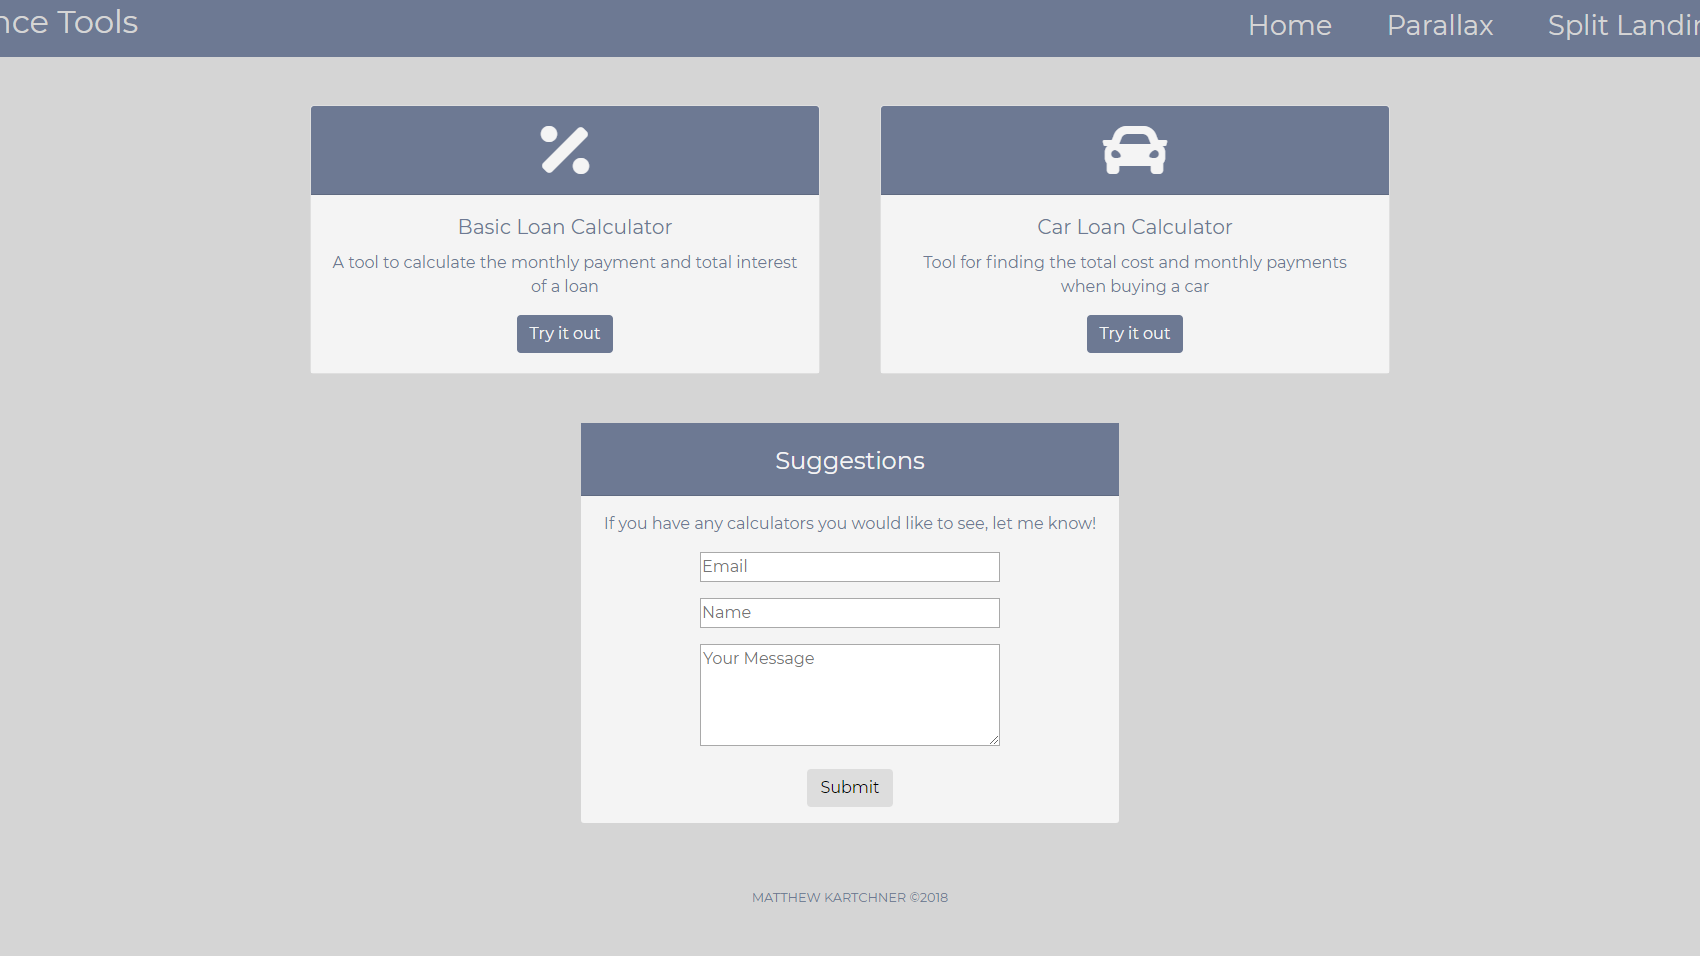 nce Tools
Home
Parallax
Split Landin
Basic Loan Calculator
A tool to calculate the monthly payment and total interest
of a loan
Try it out
Car Loan Calculator
Tool for finding the total cost and monthly payments
when buying a car
Try it out
Suggestions
If you have any calculators you would like to see, let me know!
Email
Name
Your Message
Submit
MATTHEW KARTCHNER ©2018